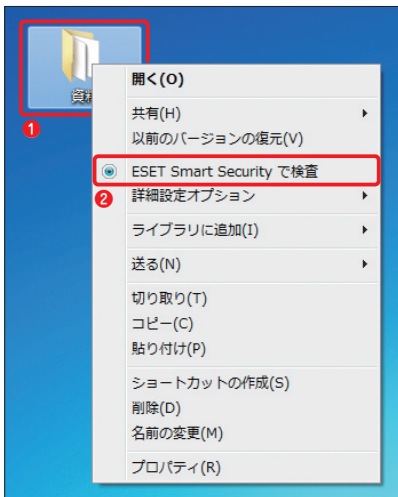 資料
❶
開く(O)
共有(H)
以前のバージョンの復元(V)
ESET Smart Security で検査
❷
詳細設定オプション
ライブラリに追加(I)
送る(N)
切り取り(T)
コピー(C)
貼り付け(P)
ショートカットの作成(S)
削除(D)
名前の変更(M)
プロパティ(R)